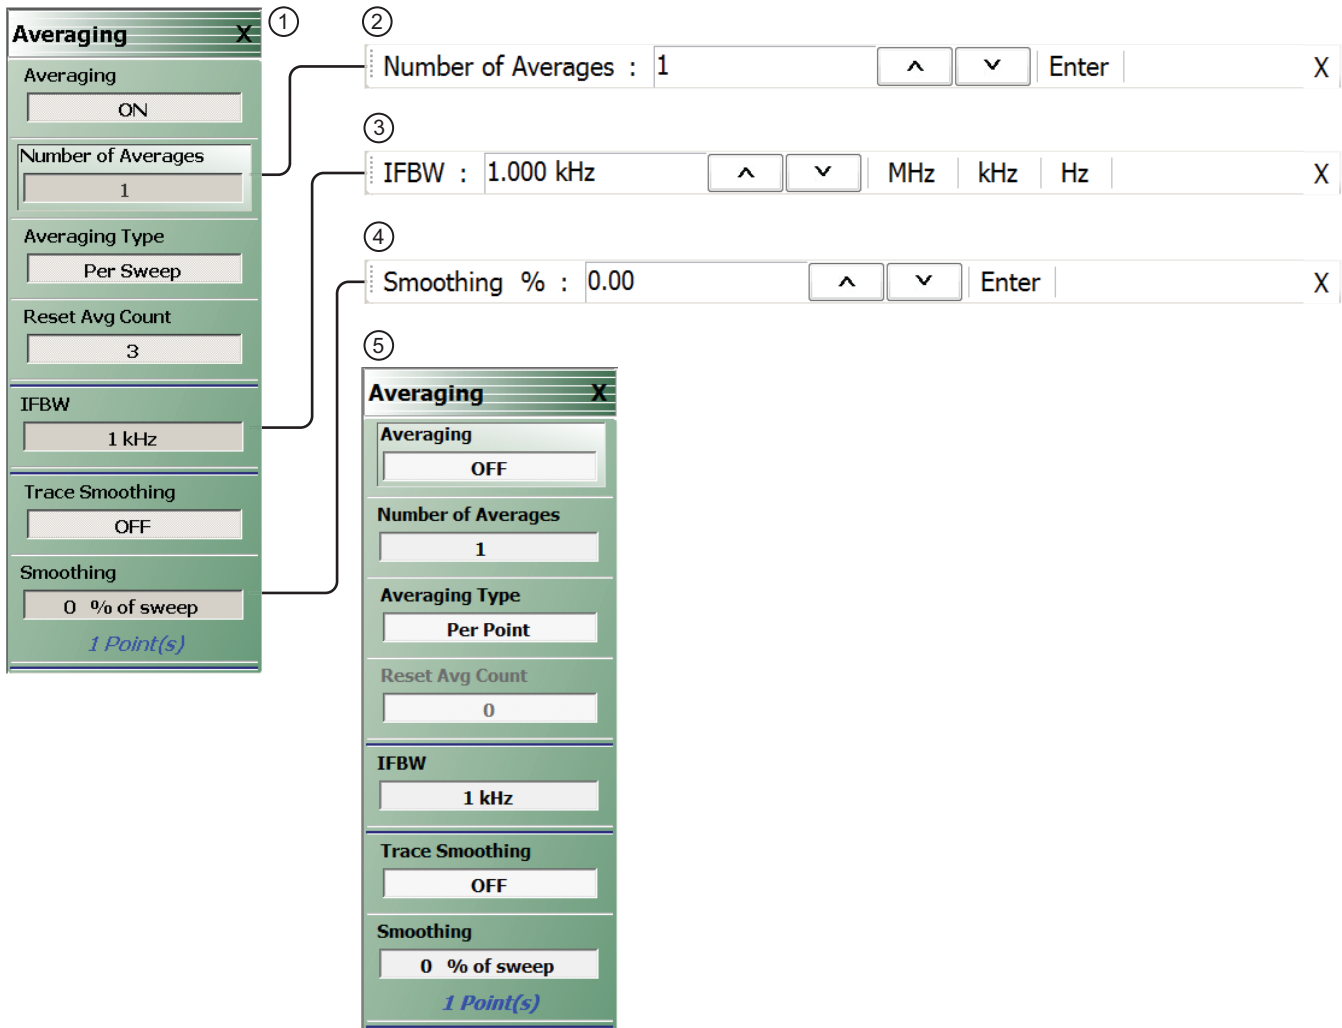 Averaging X
①
Averaging
ON
Number of Averages
1
Averaging Type
Per Sweep
Reset Avg Count
3
IFBW
1 kHz
Trace Smoothing
OFF
Smoothing
0 % of sweep
1 Point(s)
②
Number of Averages : 1 Enter X
③
IFBW : 1.000 kHz MHz kHz Hz X
④
Smoothing % : 0.00 Enter X
⑤
Averaging X
Averaging
OFF
Number of Averages
1
Averaging Type
Per Point
Reset Avg Count
0
IFBW
1 kHz
Trace Smoothing
OFF
Smoothing
0 % of sweep
1 Point(s)